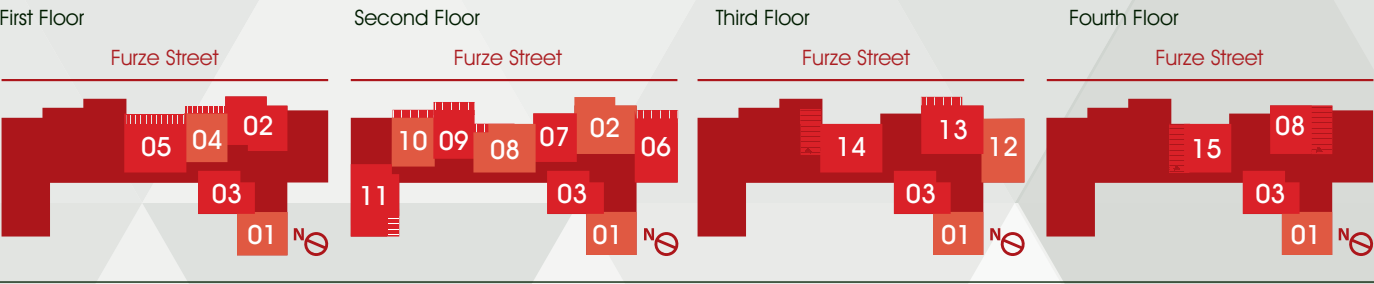 First Floor
Furze Street
05
04
02
03
01
N
Second Floor
Furze Street
10
09
08
07
02
06
11
03
01
N
Third Floor
Furze Street
14
13
12
03
01
N
Fourth Floor
Furze Street
15
08
03
01
N